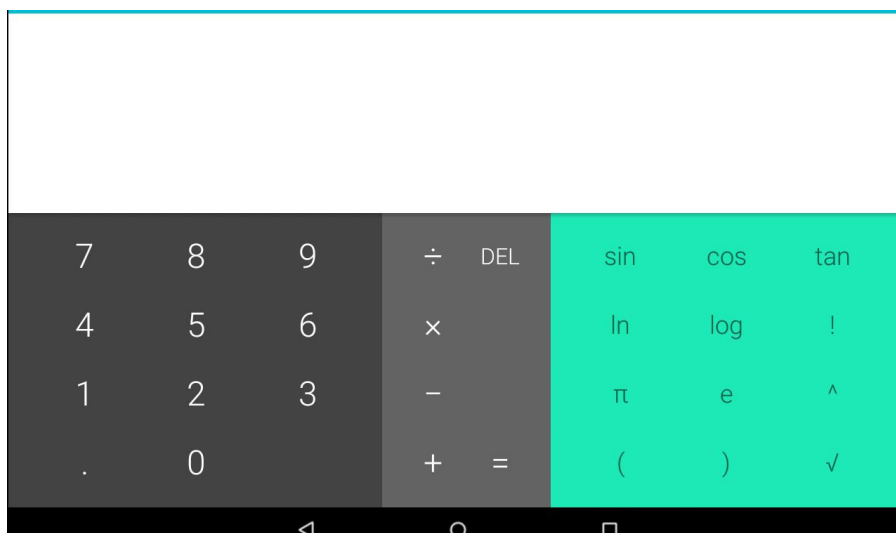 7 8 9 ÷ DEL sin cos tan
4 5 6 × ln log !
1 2 3 − π e ^
. 0 + = ( ) √